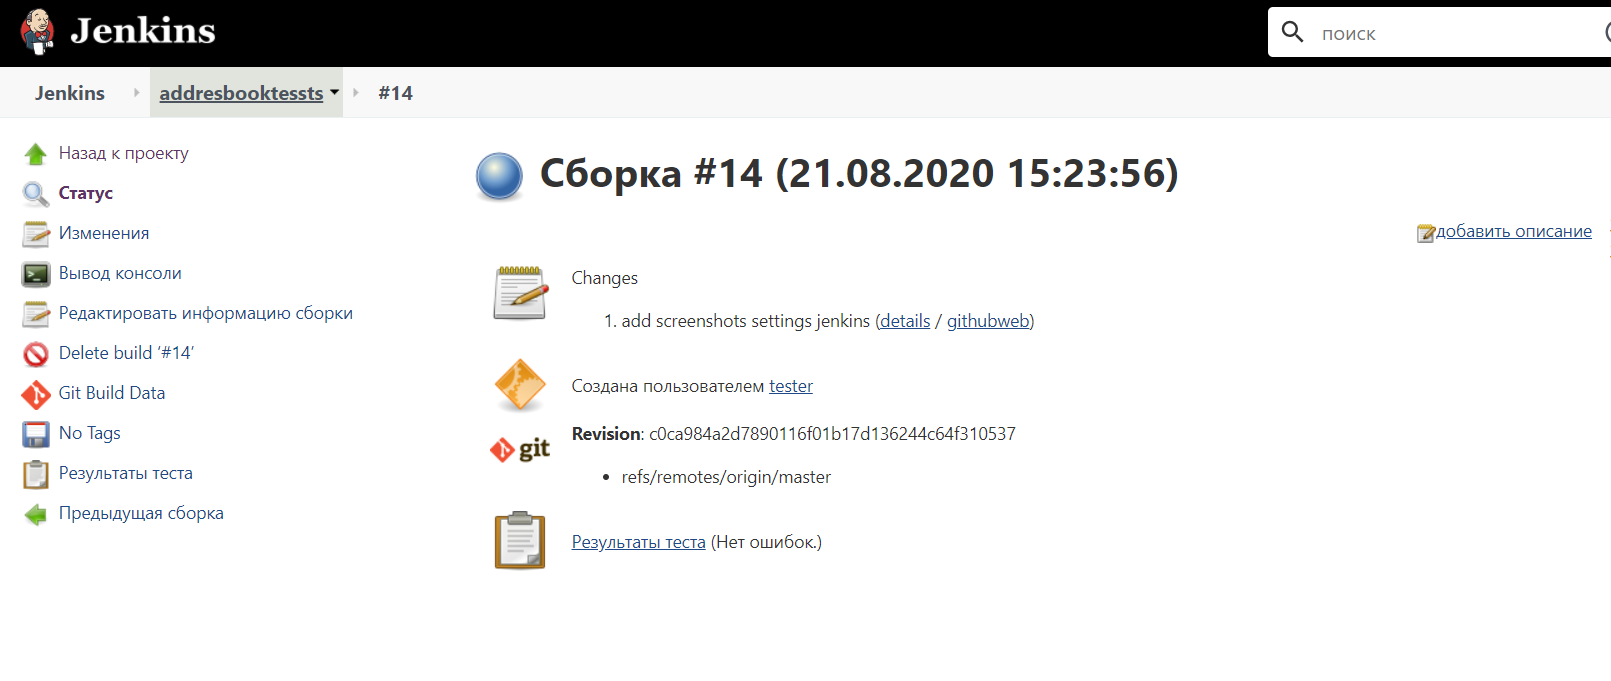 Jenkins
поиск
Jenkins addresbooktessts #14
Назад к проекту
Статус
Изменения
Вывод консоли
Редактировать информацию сборки
Delete build ‘#14’
Git Build Data
No Tags
Результаты теста
Предыдущая сборка
Сборка #14 (21.08.2020 15:23:56)
добавить описание
Changes
1. add screenshots settings jenkins (details / githubweb)
Создана пользователем tester
git
Revision: c0ca984a2d7890116f01b17d136244c64f310537
• refs/remotes/origin/master
Результаты теста (Нет ошибок.)